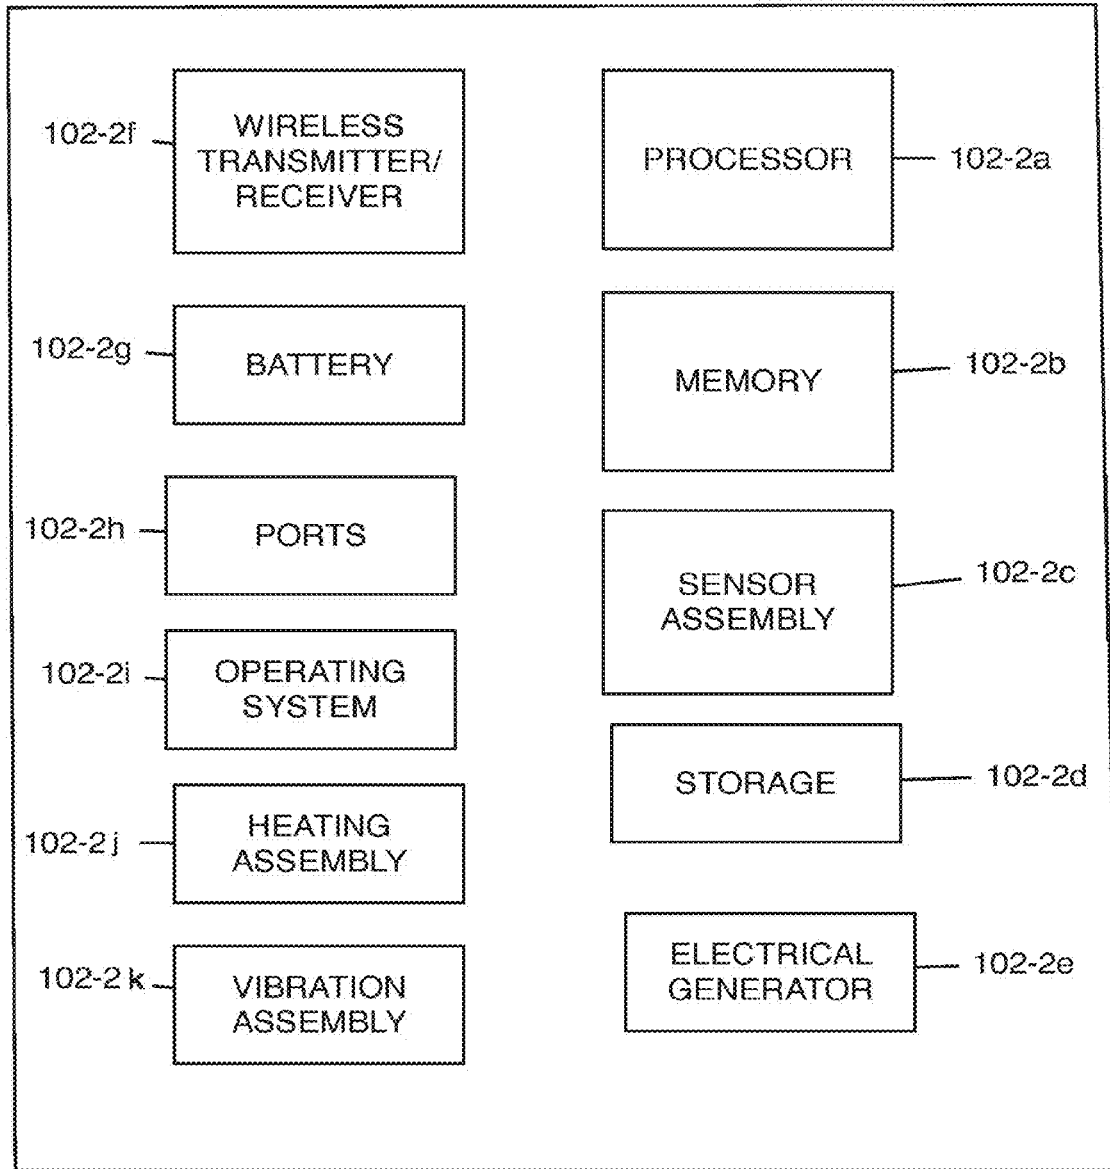 102-2f
WIRELESS
TRANSMITTER/
RECEIVER
PROCESSOR
102-2a
102-2g
BATTERY
MEMORY
102-2b
102-2h
PORTS
SENSOR
ASSEMBLY
102-2c
102-2i
OPERATING
SYSTEM
STORAGE
102-2d
102-2j
HEATING
ASSEMBLY
ELECTRICAL
GENERATOR
102-2e
102-2k
VIBRATION
ASSEMBLY